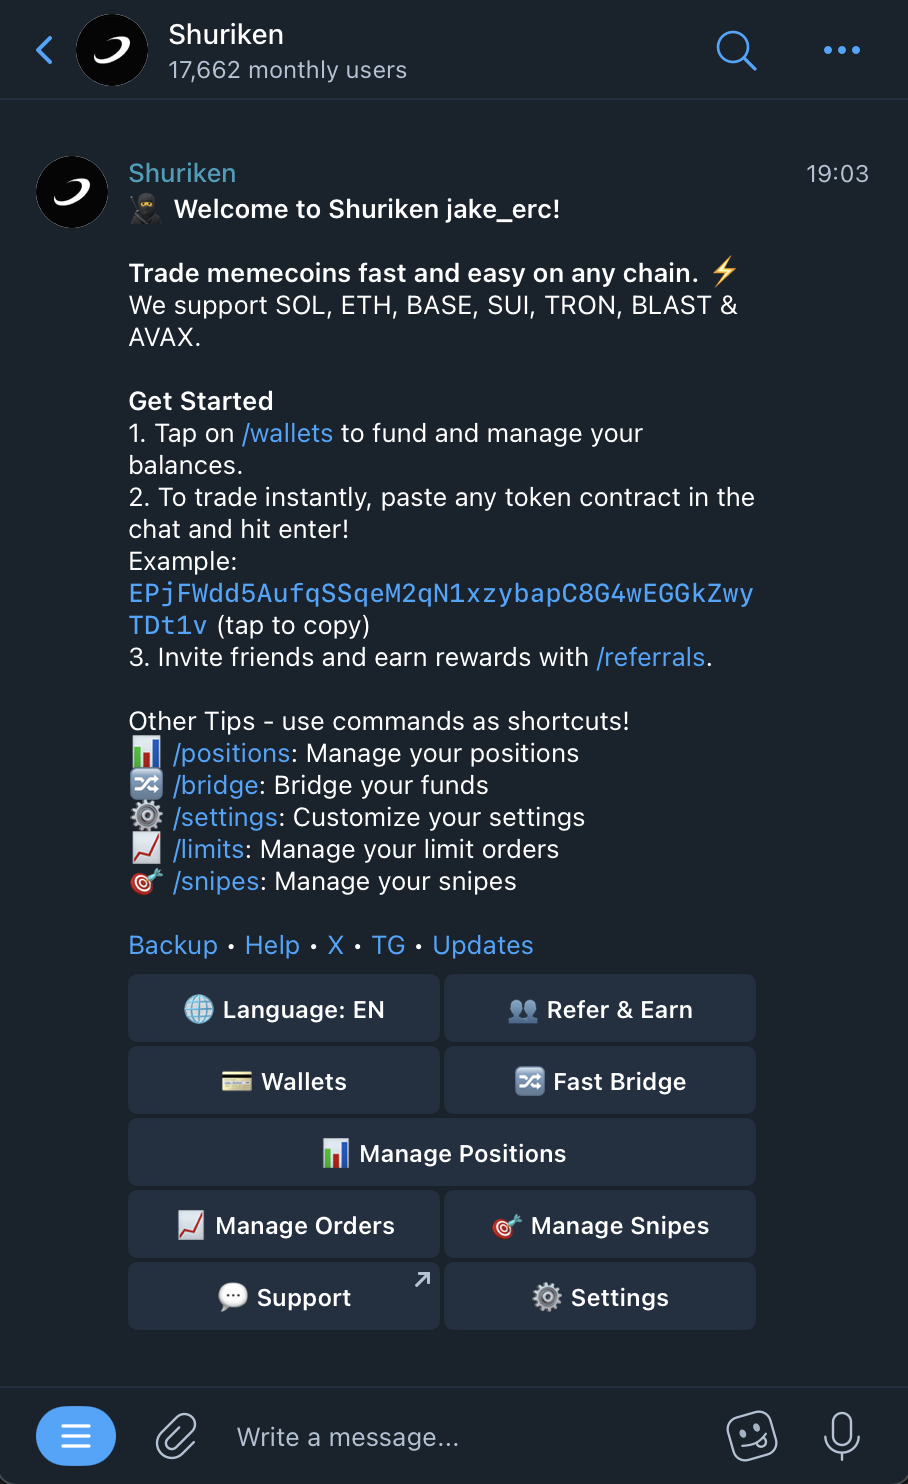 Shuriken
17,662 monthly users
Shuriken
19:03
Welcome to Shuriken jake_erc!
Trade memecoins fast and easy on any chain. ⚡
We support SOL, ETH, BASE, SUI, TRON, BLAST &
AVAX.
Get Started
1. Tap on /wallets to fund and manage your
balances.
2. To trade instantly, paste any token contract in the
chat and hit enter!
Example:
EPjFWdd5AufqSSqeM2qN1xzybapC8G4wEGGkZwy
TDt1v (tap to copy)
3. Invite friends and earn rewards with /referrals.
Other Tips - use commands as shortcuts!
/positions: Manage your positions
/bridge: Bridge your funds
/settings: Customize your settings
/limits: Manage your limit orders
/snipes: Manage your snipes
Backup • Help • X • TG • Updates
Language: EN
Refer & Earn
Wallets
Fast Bridge
Manage Positions
Manage Orders
Manage Snipes
Support
Settings
Write a message...